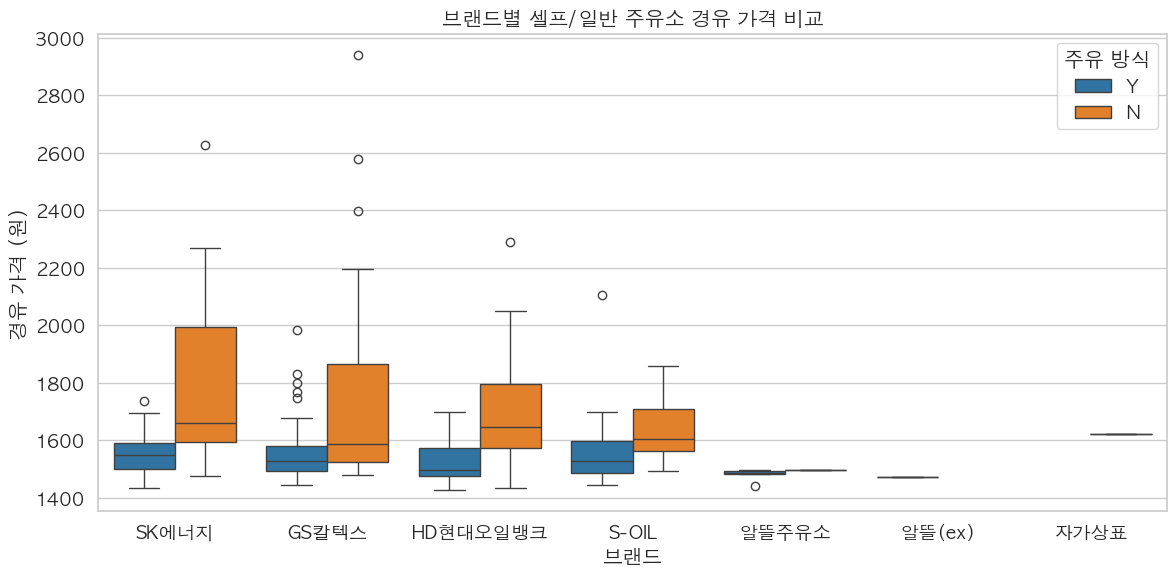 브랜드별 셀프/일반 주유소 경유 가격 비교
주유 방식
Y
N
경유 가격 (원)
3000
2800
2600
2400
2200
2000
1800
1600
1400
SK에너지 GS칼텍스 HD현대오일뱅크 S-OIL 알뜰주유소 알뜰(ex) 자가상표
브랜드